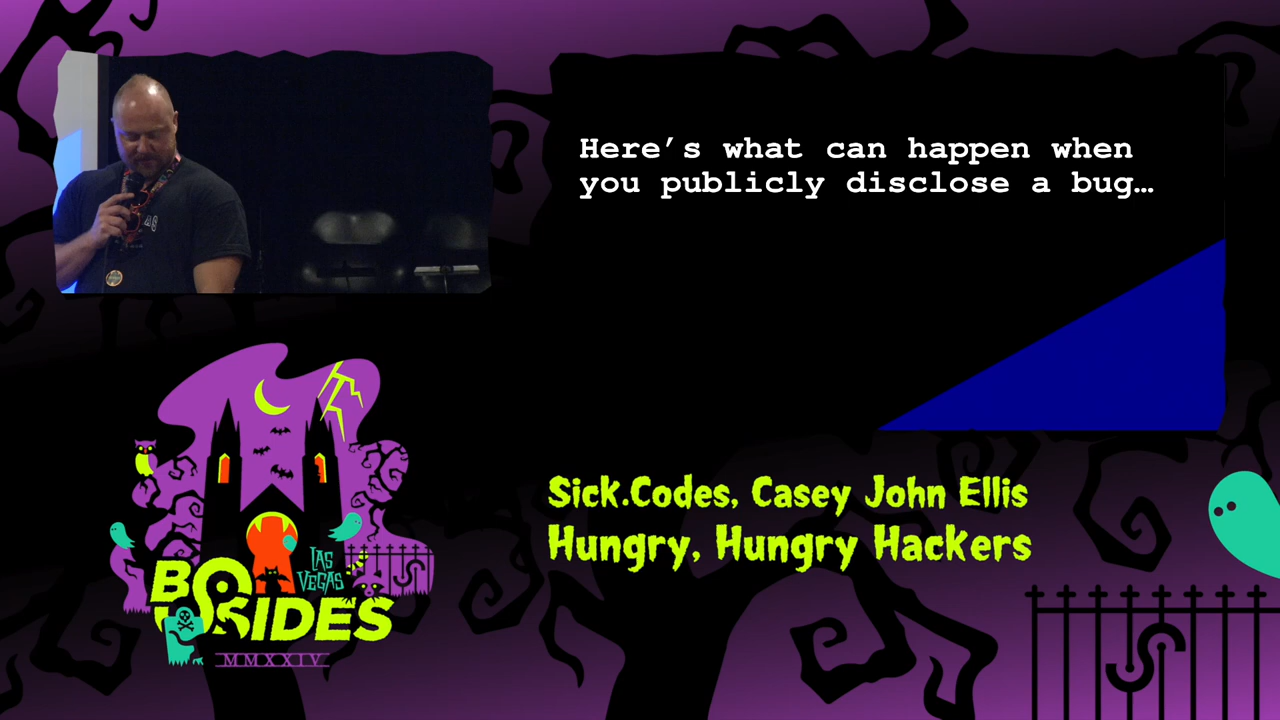 Here’s what can happen when
you publicly disclose a bug…
Sick.Codes, Casey John Ellis
Hungry, Hungry Hackers
LAS
VEGAS
BSIDES
MMXXIV